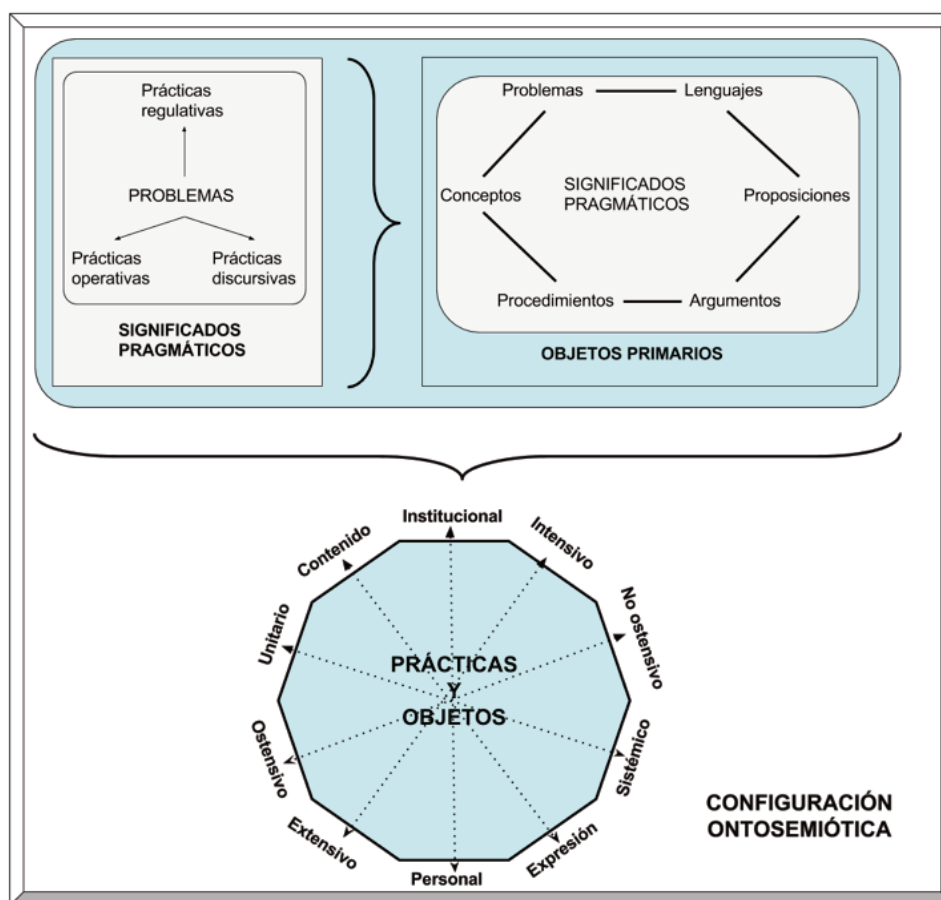 Prácticas
regulativas
PROBLEMAS
Prácticas
operativas
Prácticas
discursivas
SIGNIFICADOS
PRAGMÁTICOS
Problemas
Lenguajes
Conceptos
SIGNIFICADOS
PRAGMÁTICOS
Proposiciones
Procedimientos
Argumentos
OBJETOS PRIMARIOS
Institucional
Contenido
Intensivo
Unitario
No ostensivo
PRÁCTICAS
Y
OBJETOS
Ostensivo
Sistémico
Extensivo
Expresión
Personal
CONFIGURACIÓN
ONTOSEMIÓTICA